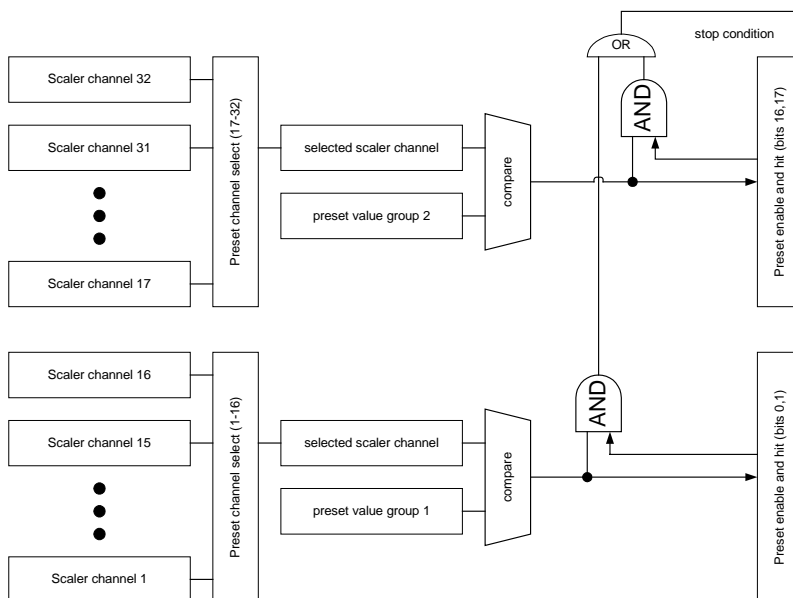 OR
stop condition
Scaler channel 32
Scaler channel 31
Scaler channel 17
Preset channel select (17-32)
selected scaler channel
preset value group 2
compare
AND
Preset enable and hit (bits 16,17)
Scaler channel 16
Scaler channel 15
Scaler channel 1
Preset channel select (1-16)
selected scaler channel
preset value group 1
compare
AND
Preset enable and hit (bits 0,1)